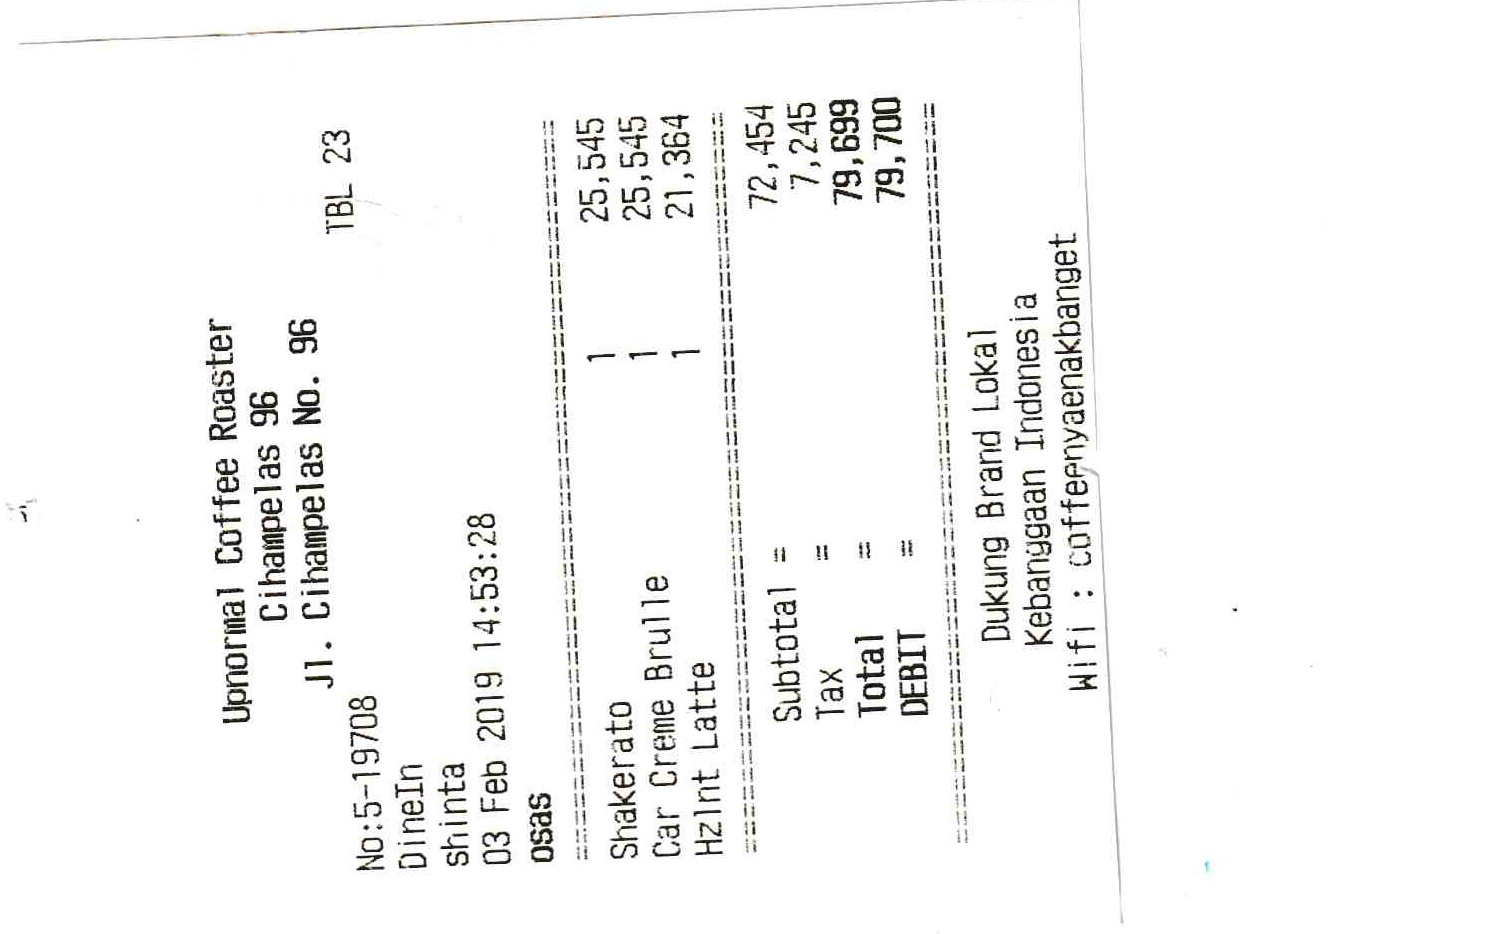 Upnormal Coffee Roaster
Cihampelas 96
Jl. Cihampelas No. 96
TBL 23
No:5-19708
DineIn
shinta
03 Feb 2019 14:53:28
osas
Shakerato 1 25,545
Car Creme Brulle 1 25,545
Hzlnt Latte 1 21,364
Subtotal = 72,454
Tax = 7,245
Total = 79,699
DEBIT = 79,700
Dukung Brand Lokal
Kebanggaan Indonesia
Wifi : coffeenyaenakbanget